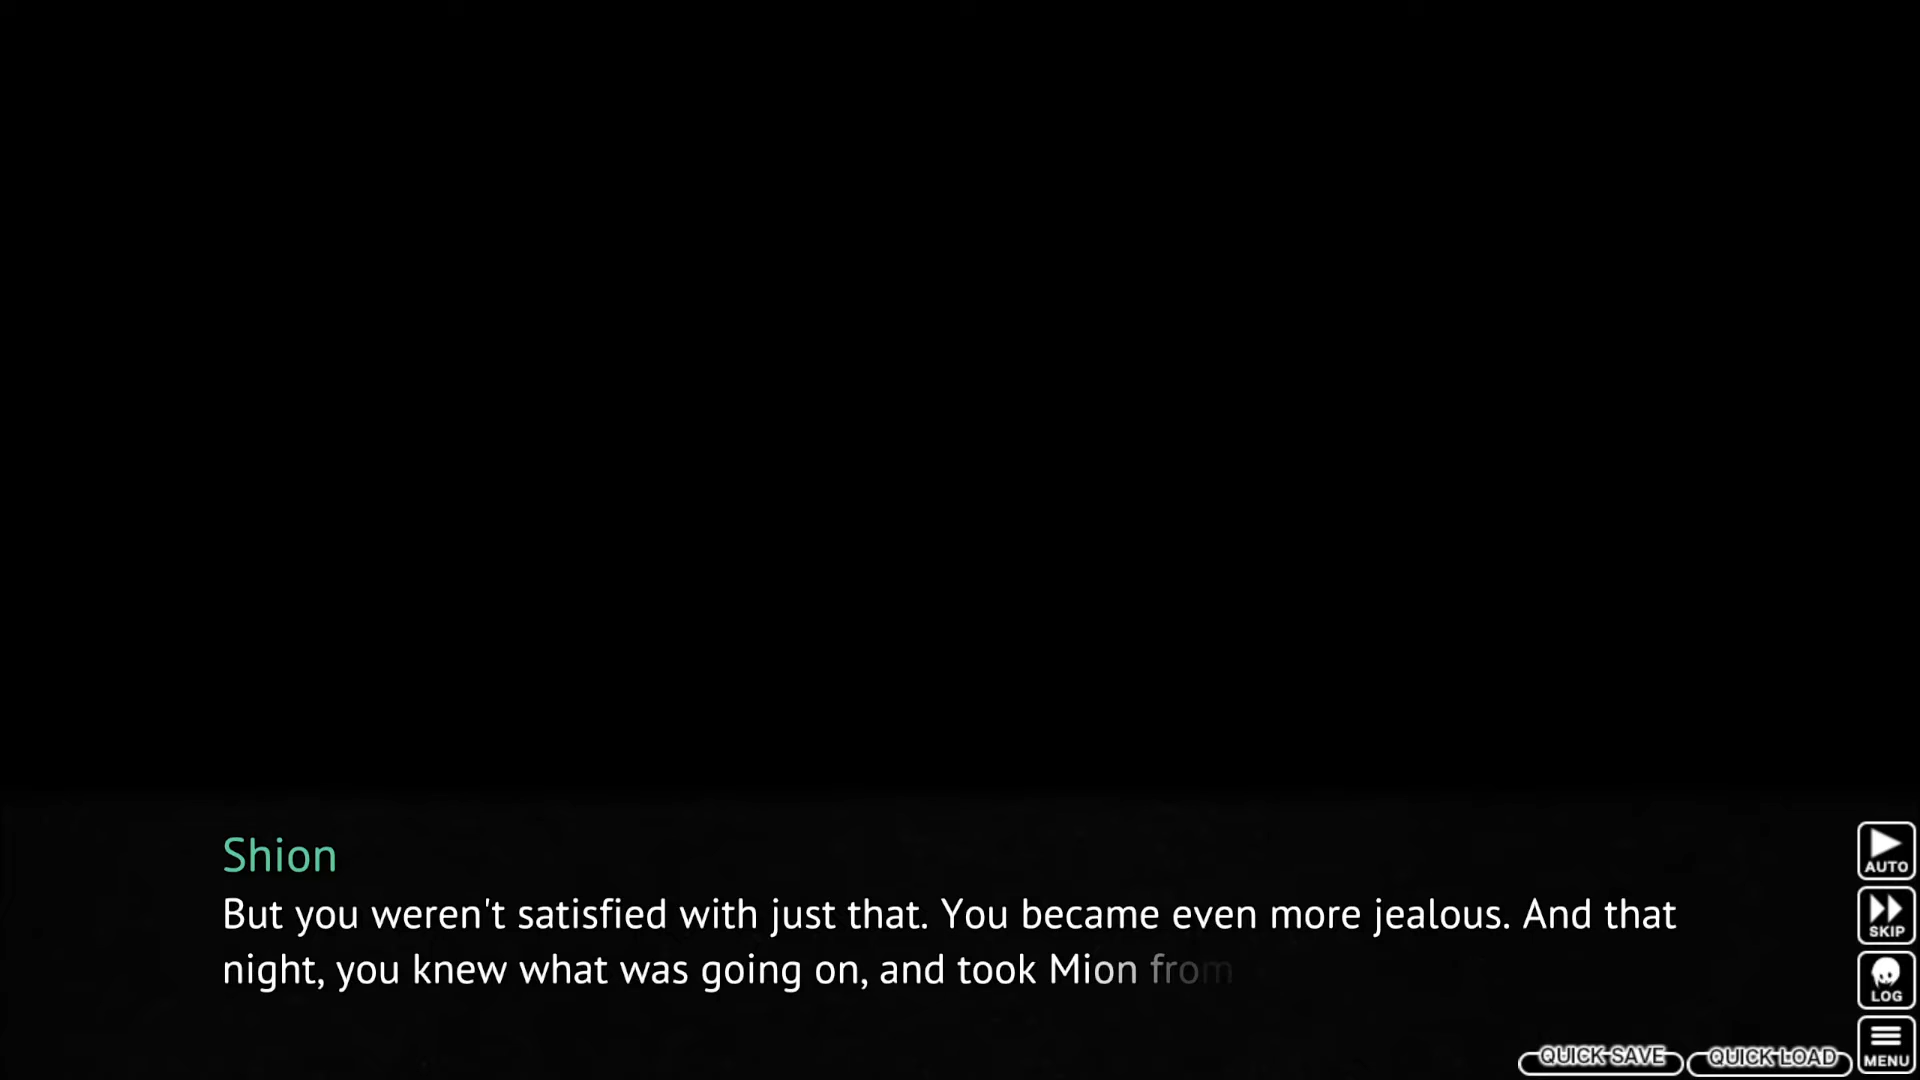 Shion
But you weren't satisfied with just that. You became even more jealous. And that
night, you knew what was going on, and took Mion from
AUTO
SKIP
LOG
QUICK SAVE QUICK LOAD MENU